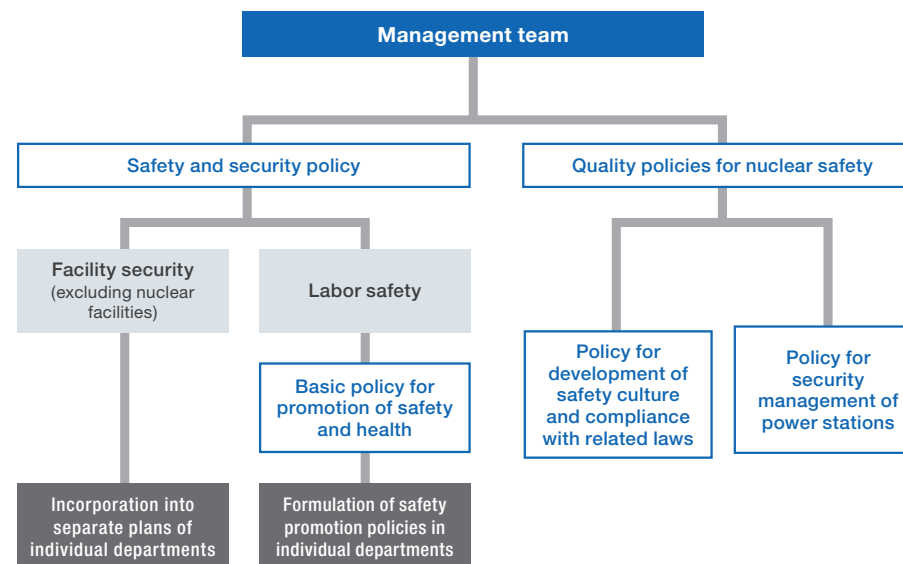 Management team
Safety and security policy
Quality policies for nuclear safety
Facility security
(excluding nuclear
facilities)
Labor safety
Basic policy for
promotion of safety
and health
Policy for
development of
safety culture
and compliance
with related laws
Policy for
security
management of
power stations
Incorporation into
separate plans of
individual departments
Formulation of safety
promotion policies in
individual departments